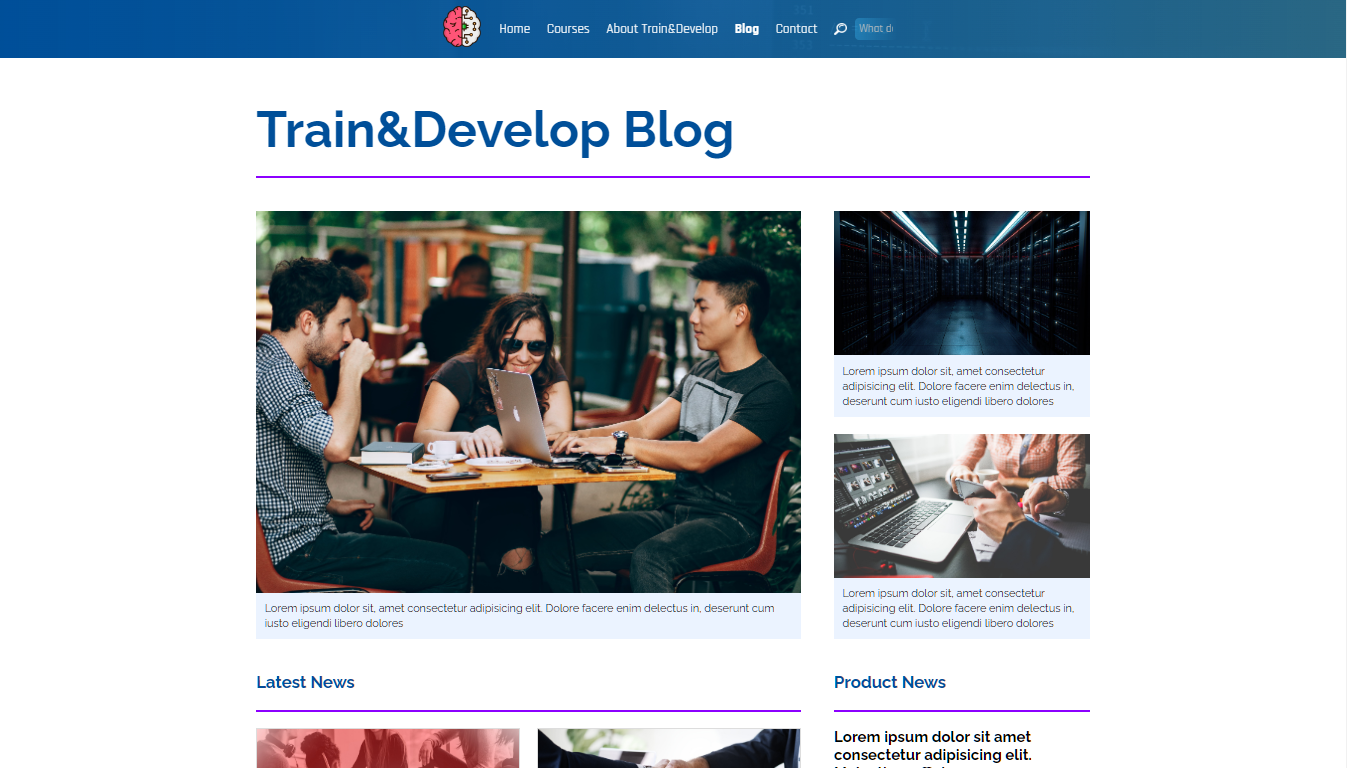 Home Courses About Train&Develop Blog Contact What d
Train&Develop Blog
Lorem ipsum dolor sit, amet consectetur
adipisicing elit. Dolore facere enim delectus in,
deserunt cum iusto eligendi libero dolores
Lorem ipsum dolor sit, amet consectetur adipisicing elit. Dolore facere enim delectus in, deserunt cum
iusto eligendi libero dolores
Lorem ipsum dolor sit, amet consectetur
adipisicing elit. Dolore facere enim delectus in,
deserunt cum iusto eligendi libero dolores
Latest News
Product News
Lorem ipsum dolor sit amet
consectetur adipisicing elit.